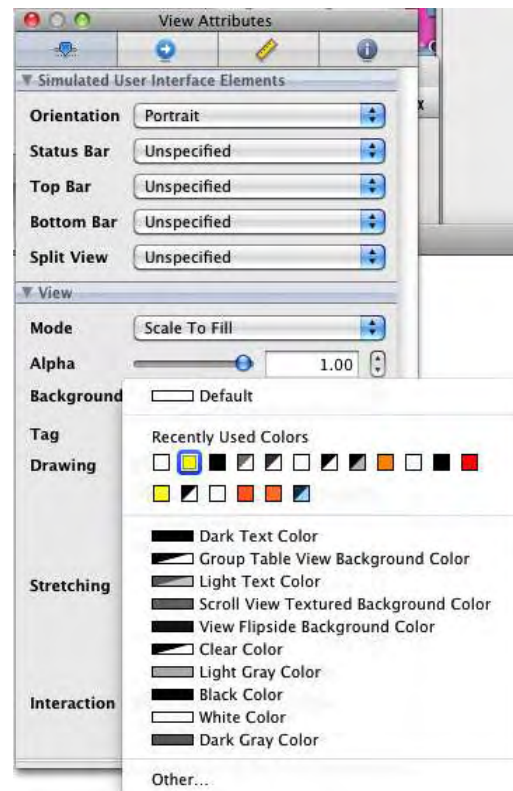 View Attributes
Simulated User Interface Elements
Orientation Portrait
Status Bar Unspecified
Top Bar Unspecified
Bottom Bar Unspecified
Split View Unspecified
View
Mode Scale To Fill
Alpha 1.00
Background Default
Tag Recently Used Colors
Drawing
Dark Text Color
Group Table View Background Color
Stretching Light Text Color
Scroll View Textured Background Color
View Flipside Background Color
Clear Color
Light Gray Color
Interaction Black Color
White Color
Dark Gray Color
Other...